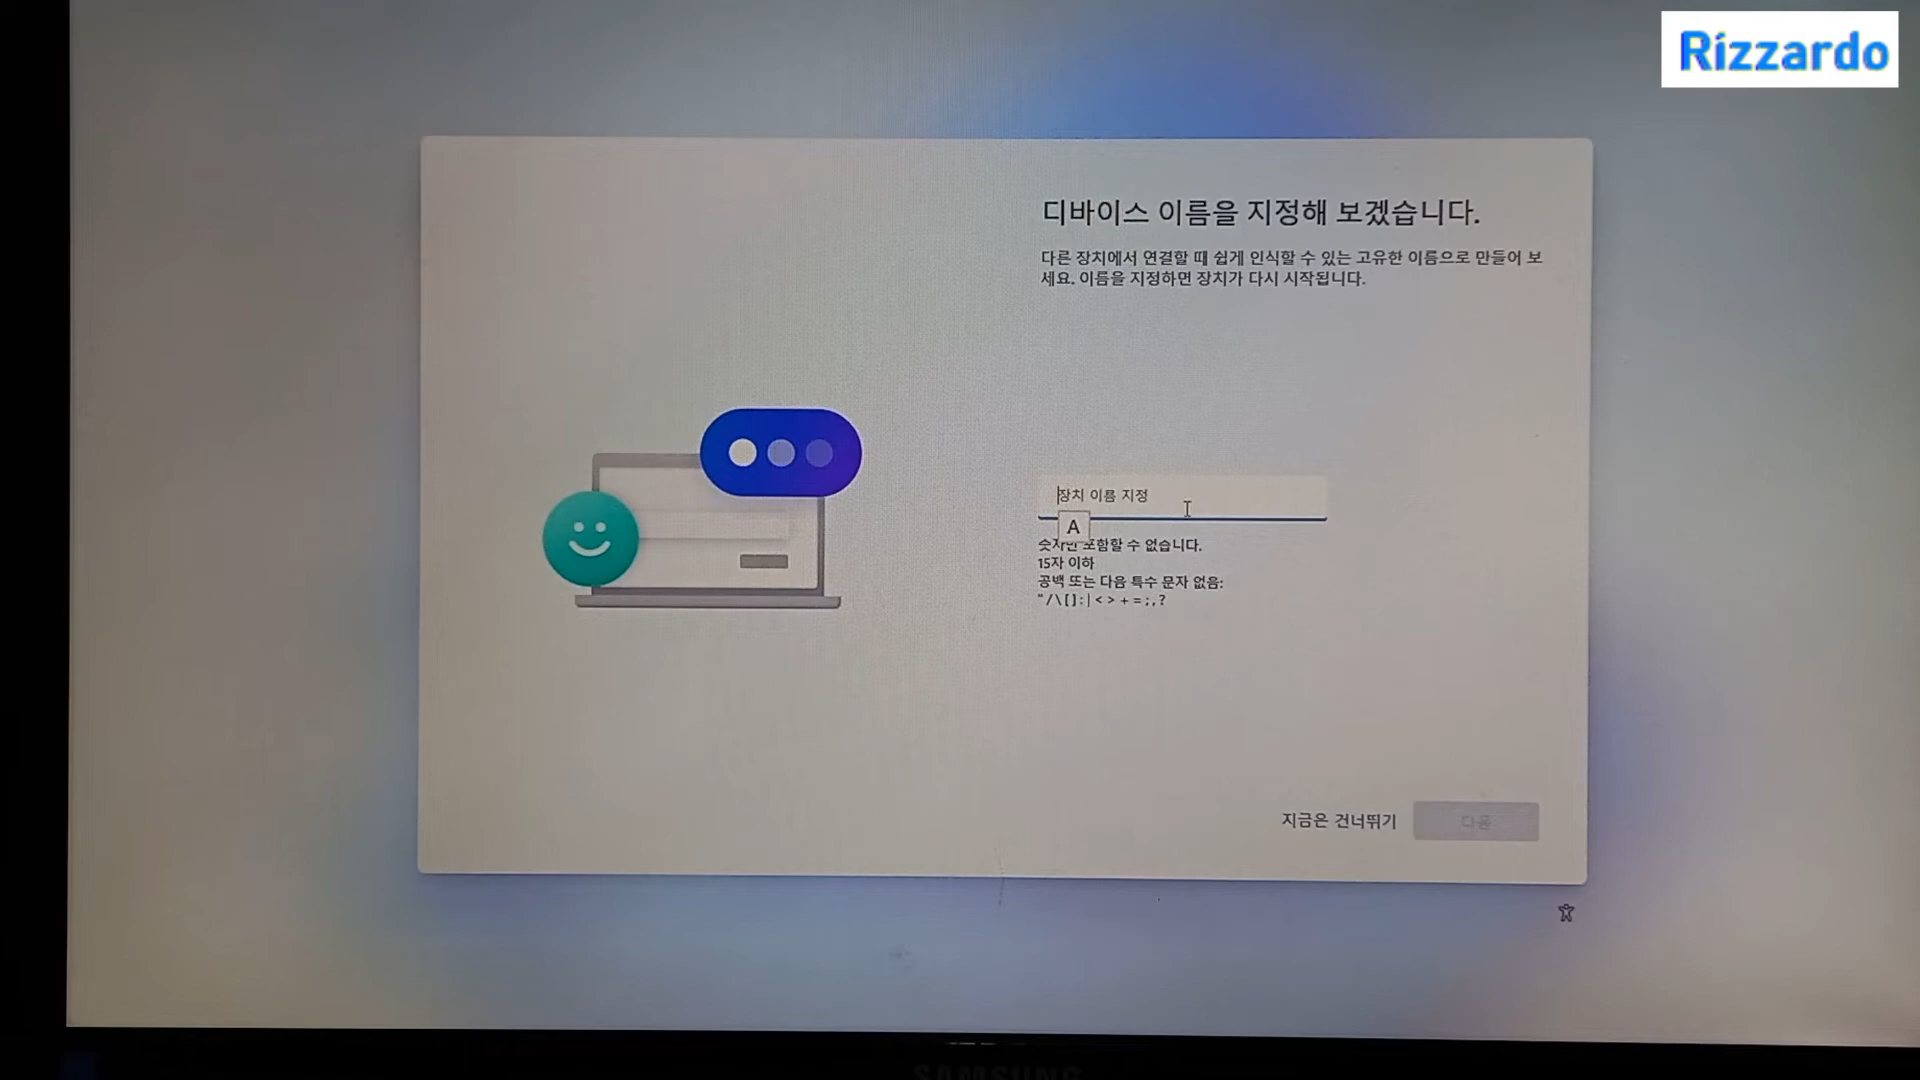 Rizzardo
디바이스 이름을 지정해 보겠습니다.
다른 장치에서 연결할 때 쉽게 인식할 수 있는 고유한 이름으로 만들어 보
세요. 이름을 지정하면 장치가 다시 시작됩니다.
장치 이름 지정
A
숫자만 포함할 수 없습니다.
15자 이하
공백 또는 다음 특수 문자 없음:
" / \ [ ] : | < > + = ; , ?
지금은 건너뛰기
다음
SAMSUNG